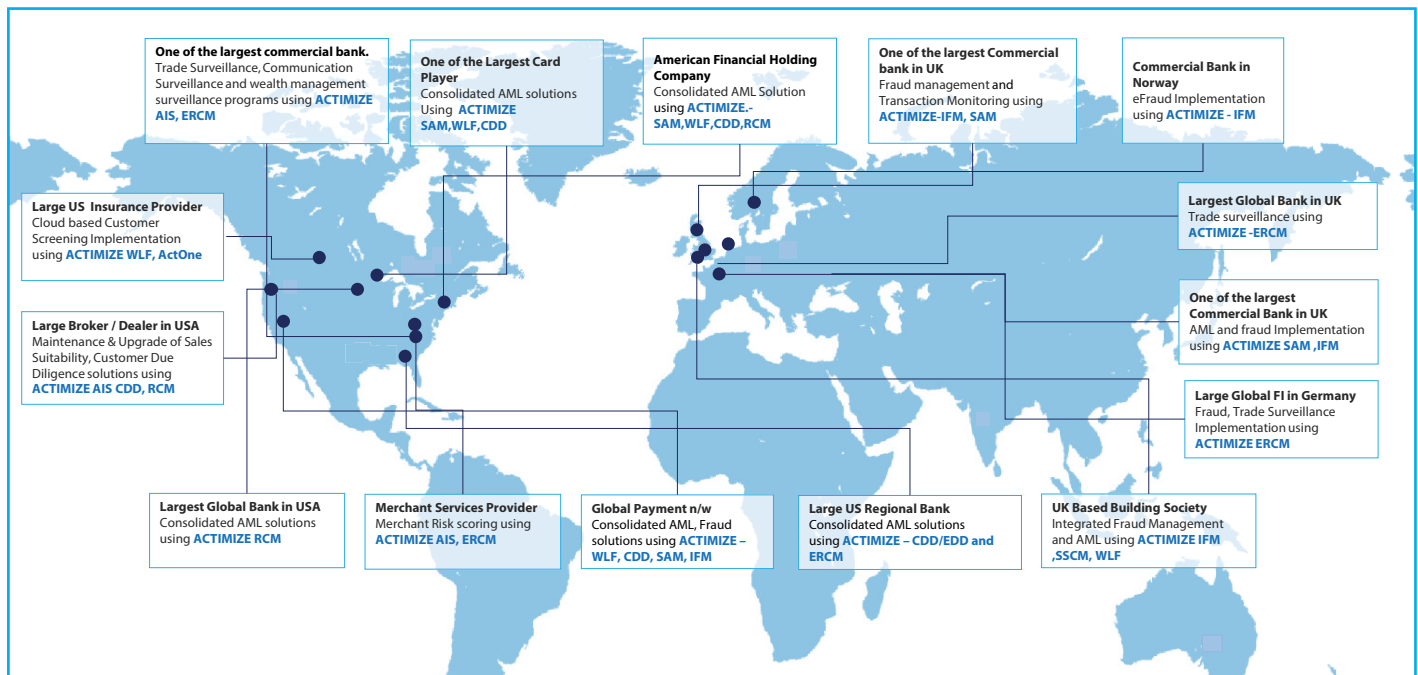 One of the largest commercial bank.
Trade Surveillance, Communication
Surveillance and wealth management
surveillance programs using ACTIMIZE
AIS, ERCM
One of the Largest Card
Player
Consolidated AML solutions
Using ACTIMIZE
SAM,WLF,CDD
American Financial Holding
Company
Consolidated AML Solution
using ACTIMIZE.-
SAM,WLF,CDD,RCM
One of the largest Commercial
bank in UK
Fraud management and
Transaction Monitoring using
ACTIMIZE-IFM, SAM
Commercial Bank in
Norway
eFraud Implementation
using ACTIMIZE - IFM
Large US Insurance Provider
Cloud based Customer
Screening Implementation
using ACTIMIZE WLF, ActOne
Largest Global Bank in UK
Trade surveillance using
ACTIMIZE -ERCM
Large Broker / Dealer in USA
Maintenance & Upgrade of Sales
Suitability, Customer Due
Diligence solutions using
ACTIMIZE AIS CDD, RCM
One of the largest
Commercial Bank in UK
AML and fraud Implementation
using ACTIMIZE SAM ,IFM
Large Global FI in Germany
Fraud, Trade Surveillance
Implementation using
ACTIMIZE ERCM
Largest Global Bank in USA
Consolidated AML solutions
using ACTIMIZE RCM
Merchant Services Provider
Merchant Risk scoring using
ACTIMIZE AIS, ERCM
Global Payment n/w
Consolidated AML, Fraud
solutions using ACTIMIZE –
WLF, CDD, SAM, IFM
Large US Regional Bank
Consolidated AML solutions
using ACTIMIZE – CDD/EDD and
ERCM
UK Based Building Society
Integrated Fraud Management
and AML using ACTIMIZE IFM
,SSCM, WLF